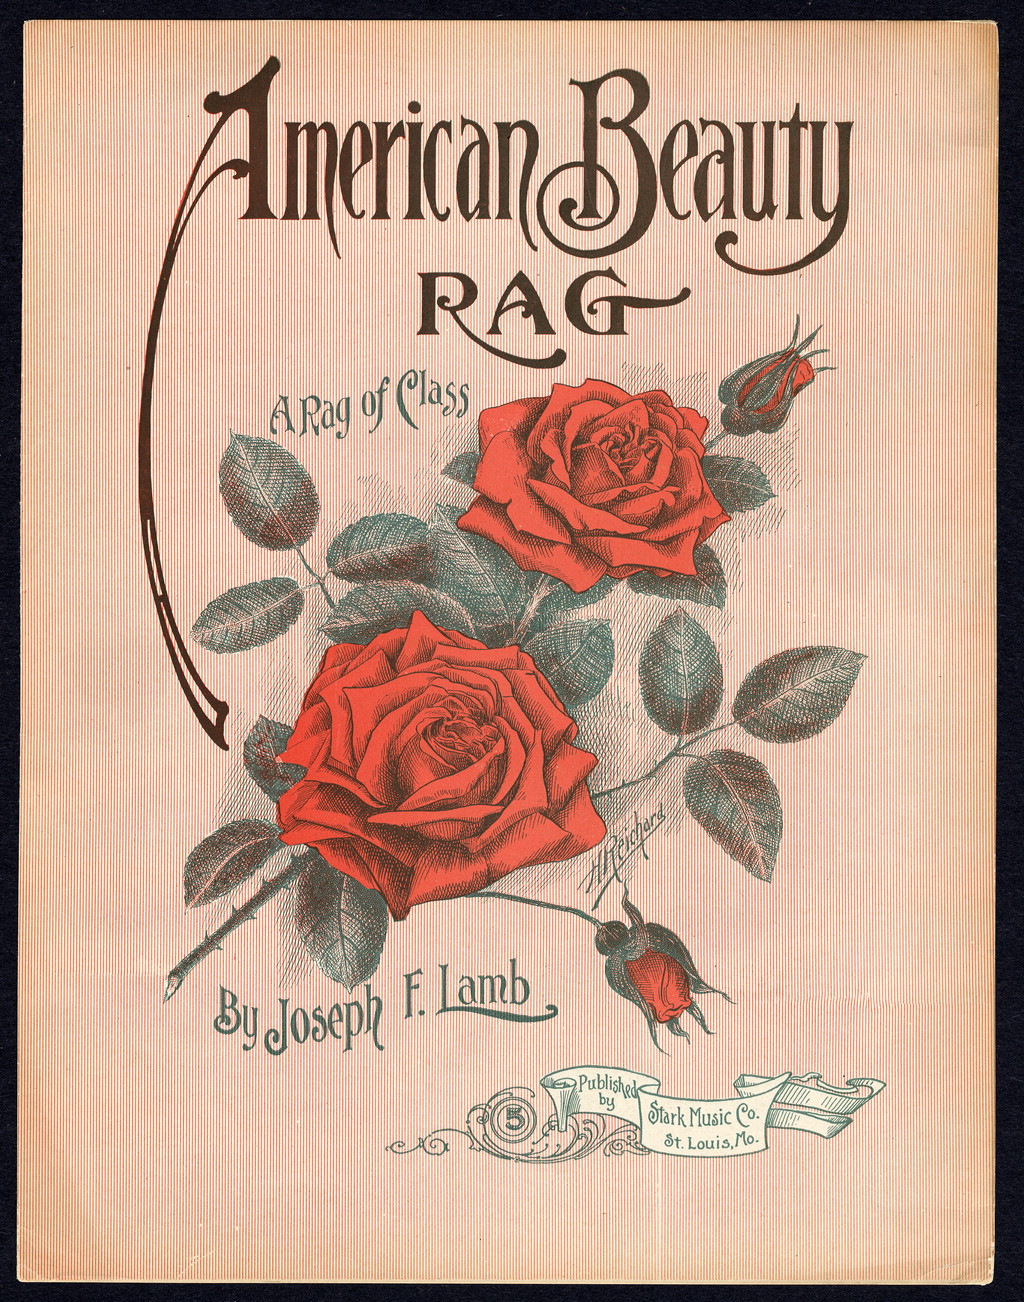 American Beauty
RAG
A Rag of Class
H Reichard
By Joseph F. Lamb
5
Published
by
Stark Music Co.
St. Louis, Mo.